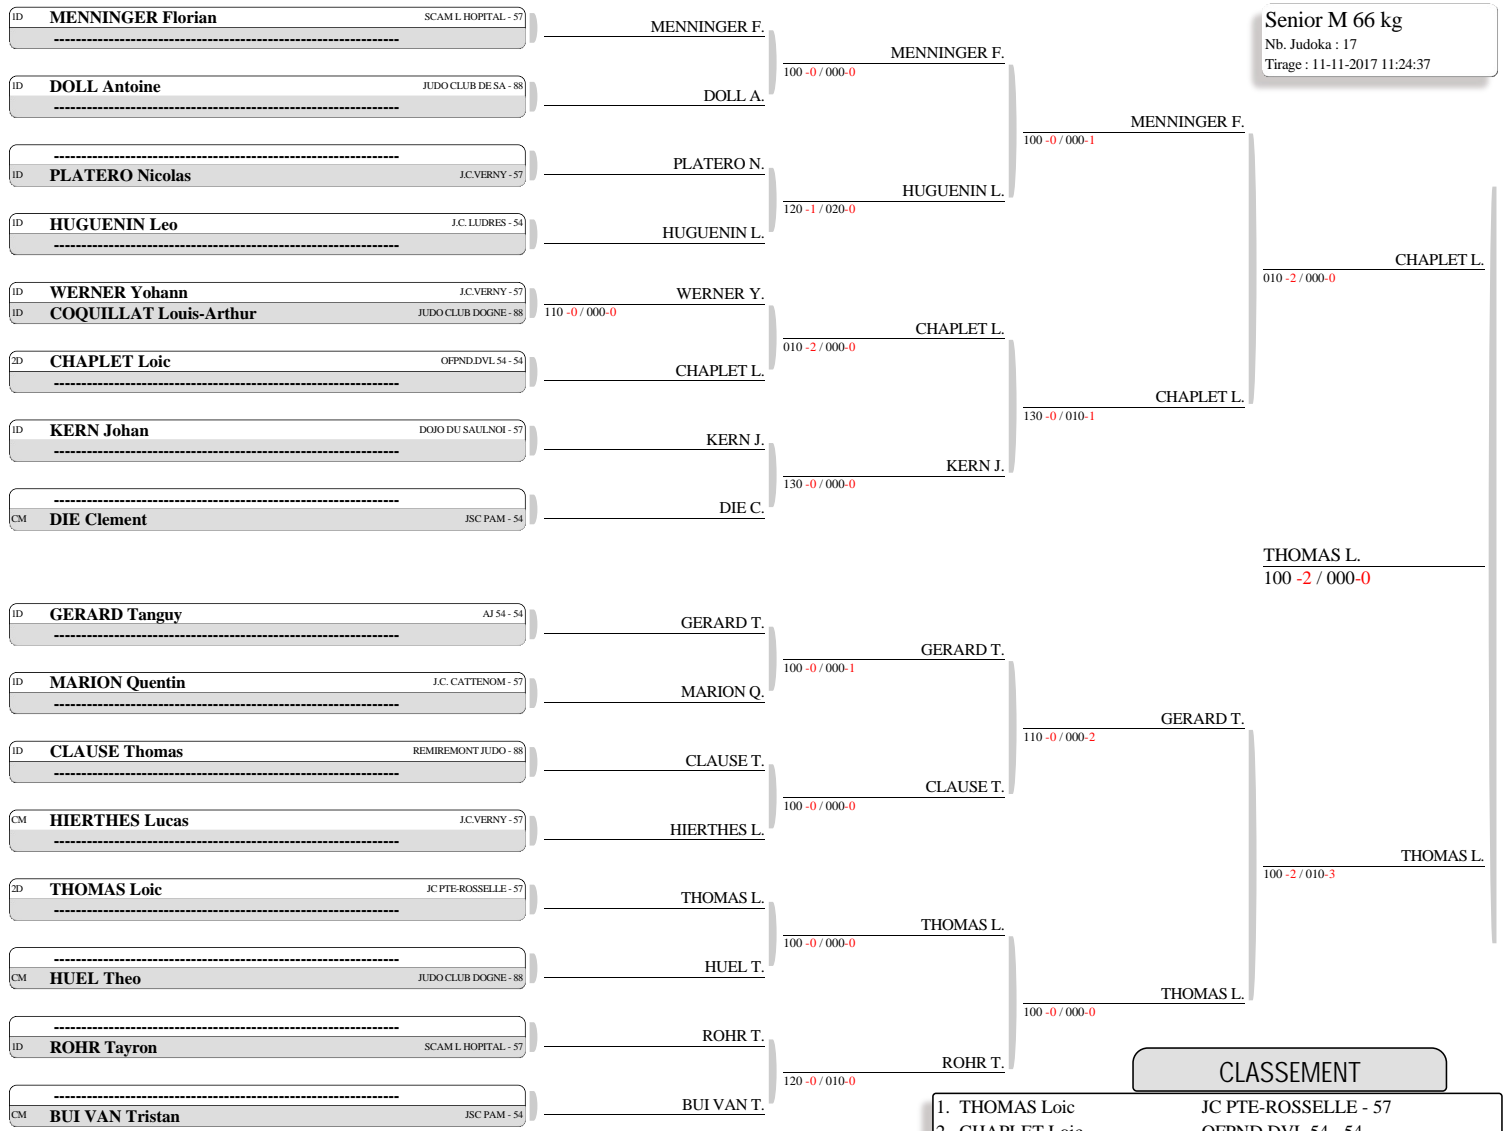 Senior M 66 kg
Nb. Judoka : 17
Tirage : 11-11-2017 11:24:37
1D MENNINGER Florian SCAM L HOPITAL - 57
------------------------------------------------------------
1D DOLL Antoine JUDO CLUB DE SA - 88
------------------------------------------------------------
------------------------------------------------------------
1D PLATERO Nicolas J.C.VERNY - 57
1D HUGUENIN Leo J.C. LUDRES - 54
------------------------------------------------------------
1D WERNER Yohann J.C.VERNY - 57
1D COQUILLAT Louis-Arthur JUDO CLUB DOGNE - 88
2D CHAPLET Loic OFPND.DVL 54 - 54
------------------------------------------------------------
1D KERN Johan DOJO DU SAULNOI - 57
------------------------------------------------------------
------------------------------------------------------------
CM DIE Clement JSC PAM - 54
1D GERARD Tanguy AJ 54 - 54
------------------------------------------------------------
1D MARION Quentin J.C. CATTENOM - 57
------------------------------------------------------------
1D CLAUSE Thomas REMIREMONT JUDO - 88
------------------------------------------------------------
CM HIERTHES Lucas J.C.VERNY - 57
------------------------------------------------------------
2D THOMAS Loic JC PTE-ROSSELLE - 57
------------------------------------------------------------
------------------------------------------------------------
CM HUEL Theo JUDO CLUB DOGNE - 88
------------------------------------------------------------
1D ROHR Tayron SCAM L HOPITAL - 57
------------------------------------------------------------
CM BUI VAN Tristan JSC PAM - 54
MENNINGER F.
DOLL A.
PLATERO N.
HUGUENIN L.
WERNER Y.
110 -0 / 000-0
CHAPLET L.
KERN J.
DIE C.
GERARD T.
MARION Q.
CLAUSE T.
HIERTHES L.
THOMAS L.
HUEL T.
ROHR T.
BUI VAN T.
MENNINGER F.
100 -0 / 000-0
HUGUENIN L.
120 -1 / 020-0
CHAPLET L.
010 -2 / 000-0
KERN J.
130 -0 / 000-0
GERARD T.
100 -0 / 000-1
CLAUSE T.
100 -0 / 000-0
THOMAS L.
100 -0 / 000-0
ROHR T.
120 -0 / 010-0
MENNINGER F.
100 -0 / 000-1
CHAPLET L.
130 -0 / 010-1
GERARD T.
110 -0 / 000-2
THOMAS L.
100 -0 / 000-0
CHAPLET L.
010 -2 / 000-0
THOMAS L.
100 -2 / 000-0
THOMAS L.
100 -2 / 010-3
CLASSEMENT
1. THOMAS Loic JC PTE-ROSSELLE - 57
2. CHAPLET Loic OFPND.DVL 54 - 54